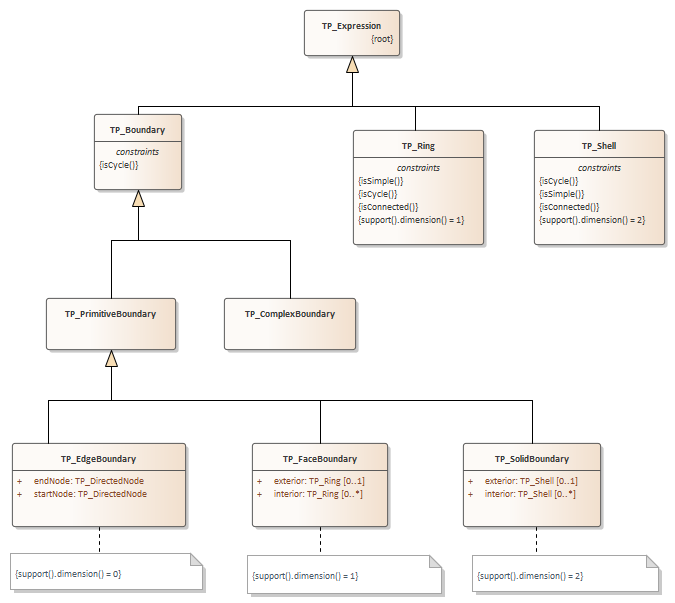 TP_Expression
{root}
TP_Boundary
constraints
{isCycle()}
TP_Ring
constraints
{isSimple()}
{isCycle()}
{isConnected()}
{support().dimension() = 1}
TP_Shell
constraints
{isCycle()}
{isSimple()}
{isConnected()}
{support().dimension() = 2}
TP_PrimitiveBoundary
TP_ComplexBoundary
TP_EdgeBoundary
+ endNode: TP_DirectedNode
+ startNode: TP_DirectedNode
TP_FaceBoundary
+ exterior: TP_Ring [0..1]
+ interior: TP_Ring [0..*]
TP_SolidBoundary
+ exterior: TP_Shell [0..1]
+ interior: TP_Shell [0..*]
{support().dimension() = 0}
{support().dimension() = 1}
{support().dimension() = 2}